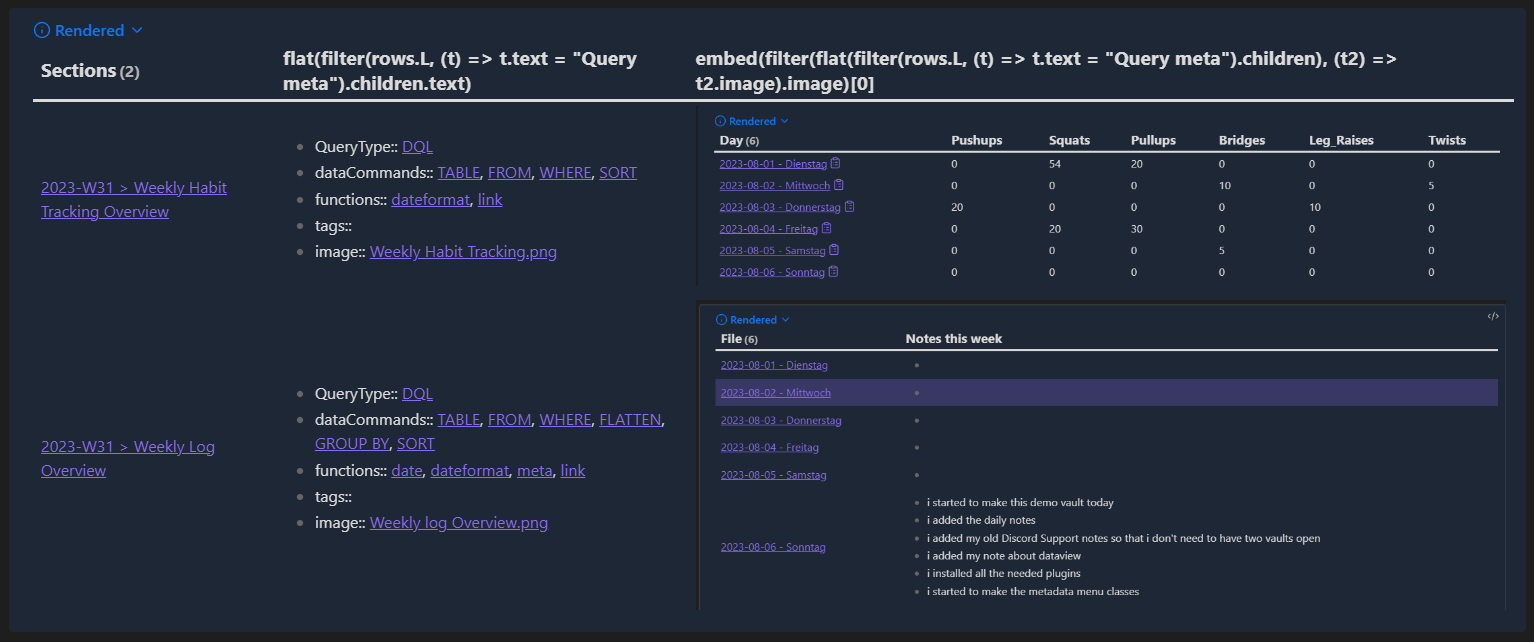 Rendered
Sections (2)
flat(filter(rows.L, (t) => t.text = "Query
meta").children.text)
embed(filter(flat(filter(rows.L, (t) => t.text = "Query meta").children), (t2) =>
t2.image).image)[0]
2023-W31 > Weekly Habit
Tracking Overview
QueryType:: DQL
dataCommands:: TABLE, FROM, WHERE, SORT
functions:: dateformat, link
tags::
image:: Weekly Habit Tracking.png
Rendered
Day (6) Pushups Squats Pullups Bridges Leg_Raises Twists
2023-08-01 - Dienstag 0 54 20 0 0 0
2023-08-02 - Mittwoch 0 0 0 10 0 5
2023-08-03 - Donnerstag 20 0 0 0 10 0
2023-08-04 - Freitag 0 20 30 0 0 0
2023-08-05 - Samstag 0 0 0 5 0 0
2023-08-06 - Sonntag 0 0 0 0 0 0
2023-W31 > Weekly Log
Overview
QueryType:: DQL
dataCommands:: TABLE, FROM, WHERE, FLATTEN,
GROUP BY, SORT
functions:: date, dateformat, meta, link
tags::
image:: Weekly log Overview.png
Rendered
</>
File (6) Notes this week
2023-08-01 - Dienstag
2023-08-02 - Mittwoch
2023-08-03 - Donnerstag
2023-08-04 - Freitag
2023-08-05 - Samstag
2023-08-06 - Sonntag
i started to make this demo vault today
i added the daily notes
i added my old Discord Support notes so that i don't need to have two vaults open
i added my note about dataview
i installed all the needed plugins
i started to make the metadata menu classes